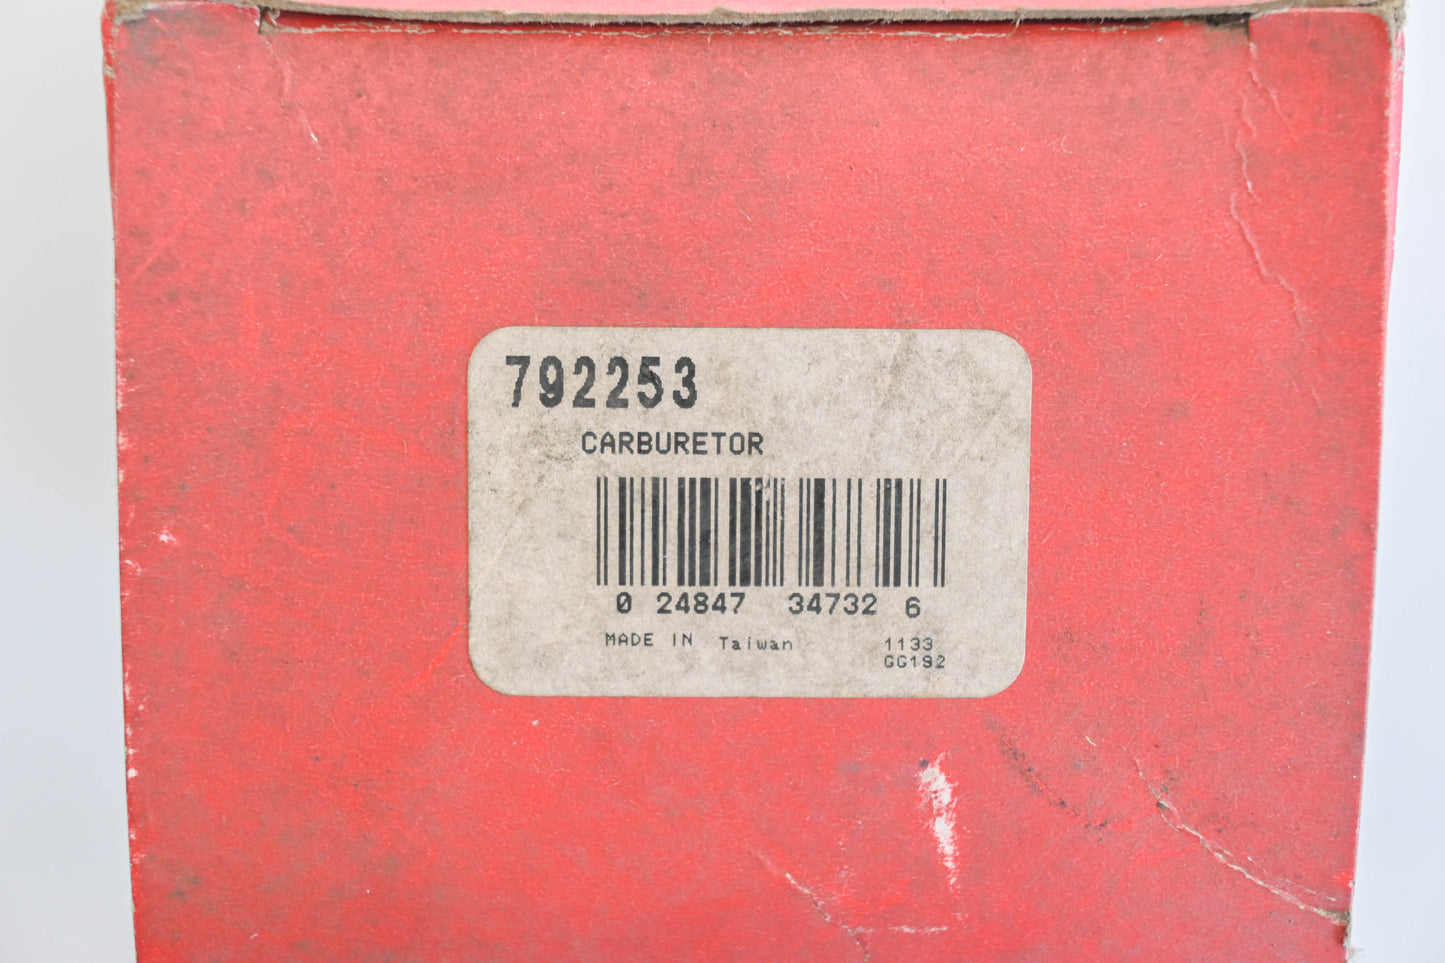 792253
CARBURETOR
0 24847 34732 6
MADE IN Taiwan 1133
GG192